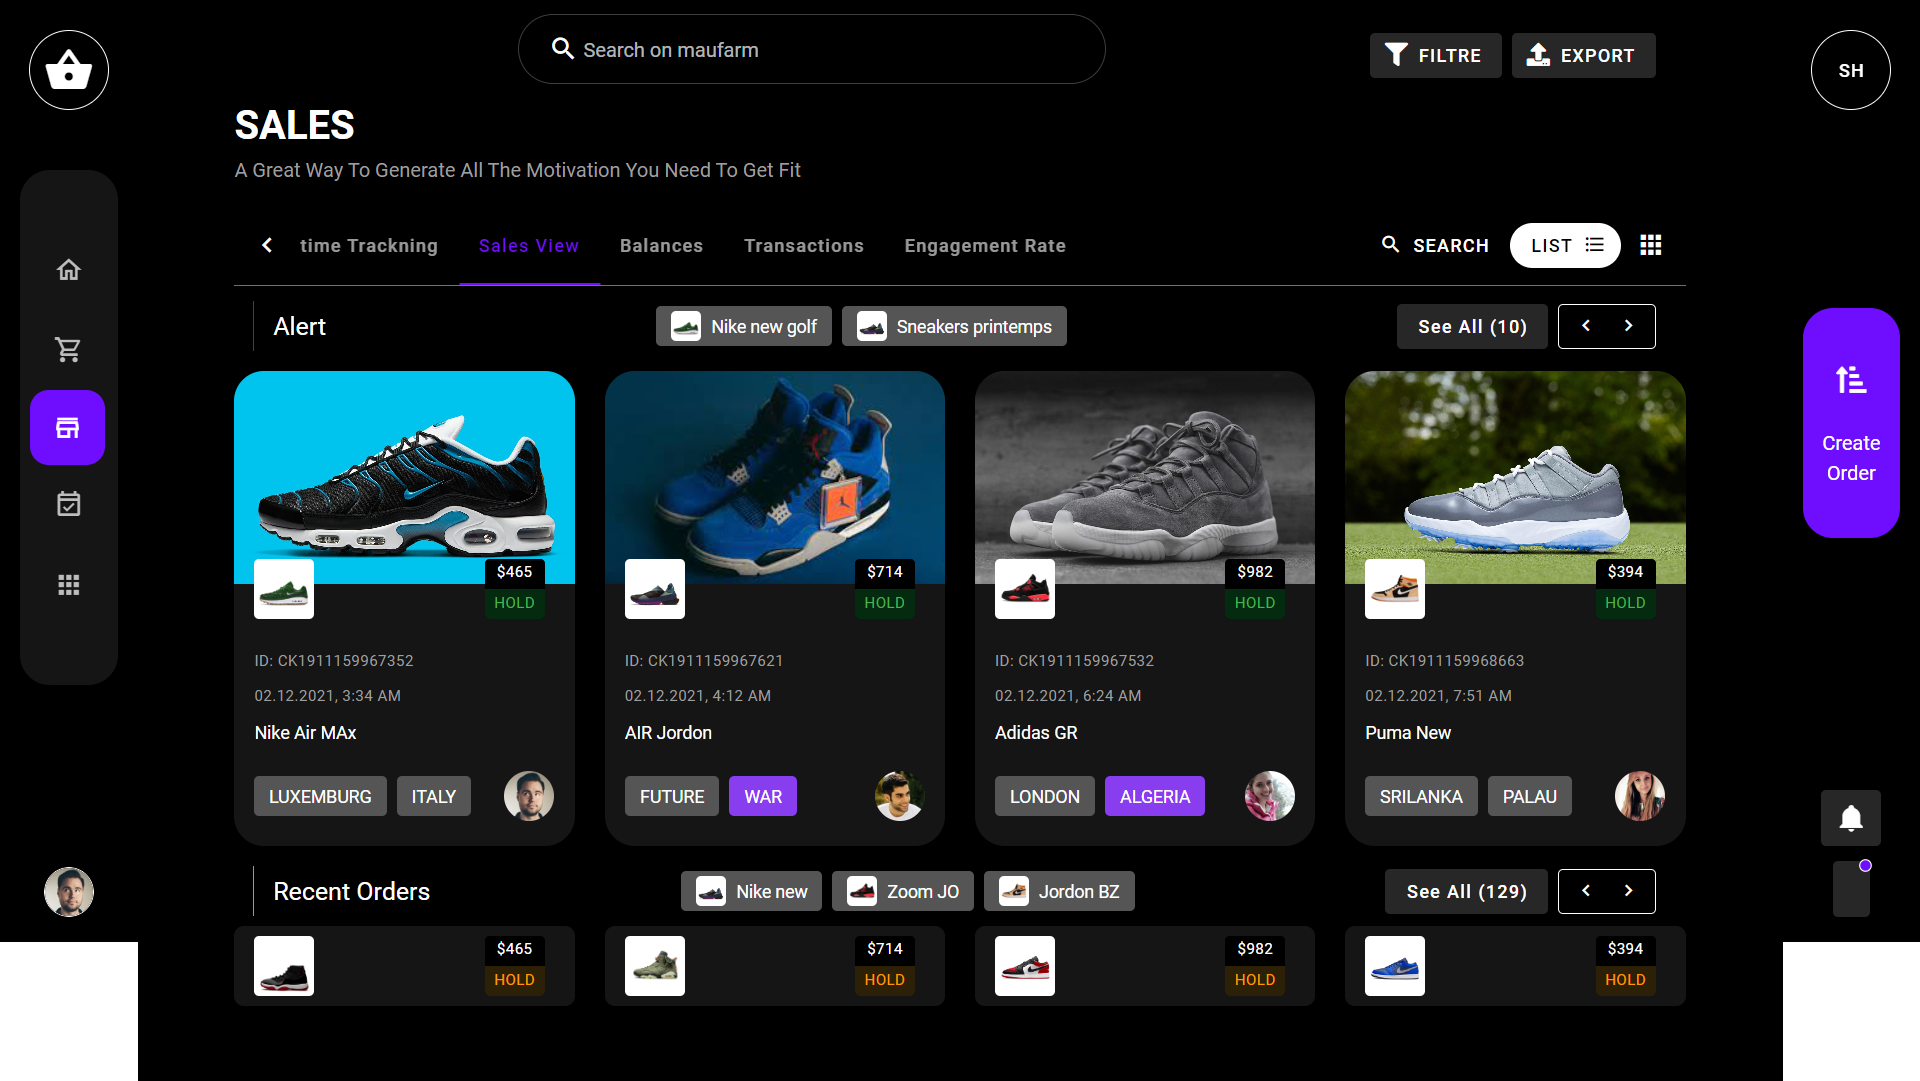 Search on maufarm
FILTRE
EXPORT
SH
SALES
A Great Way To Generate All The Motivation You Need To Get Fit
time Trackning
Sales View
Balances
Transactions
Engagement Rate
SEARCH
LIST
Alert
Nike new golf
Sneakers printemps
See All (10)
Create
Order
$465
HOLD
$714
HOLD
$982
HOLD
$394
HOLD
ID: CK1911159967352
02.12.2021, 3:34 AM
Nike Air MAx
LUXEMBURG
ITALY
ID: CK1911159967621
02.12.2021, 4:12 AM
AIR Jordon
FUTURE
WAR
ID: CK1911159967532
02.12.2021, 6:24 AM
Adidas GR
LONDON
ALGERIA
ID: CK1911159968663
02.12.2021, 7:51 AM
Puma New
SRILANKA
PALAU
Recent Orders
Nike new
Zoom JO
Jordon BZ
See All (129)
$465
HOLD
$714
HOLD
$982
HOLD
$394
HOLD